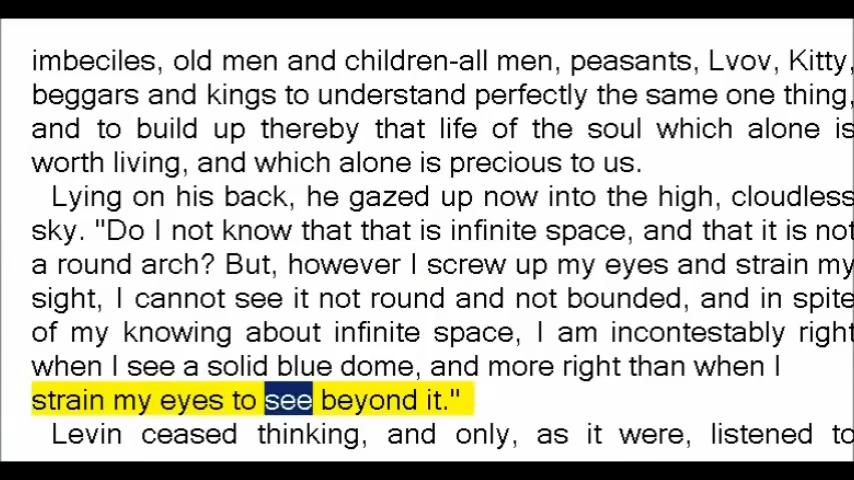 imbeciles, old men and children-all men, peasants, Lvov, Kitty,
beggars and kings to understand perfectly the same one thing,
and to build up thereby that life of the soul which alone is
worth living, and which alone is precious to us.
Lying on his back, he gazed up now into the high, cloudless
sky. "Do I not know that that is infinite space, and that it is not
a round arch? But, however I screw up my eyes and strain my
sight, I cannot see it not round and not bounded, and in spite
of my knowing about infinite space, I am incontestably right
when I see a solid blue dome, and more right than when I
strain my eyes to see beyond it."
Levin ceased thinking, and only, as it were, listened to